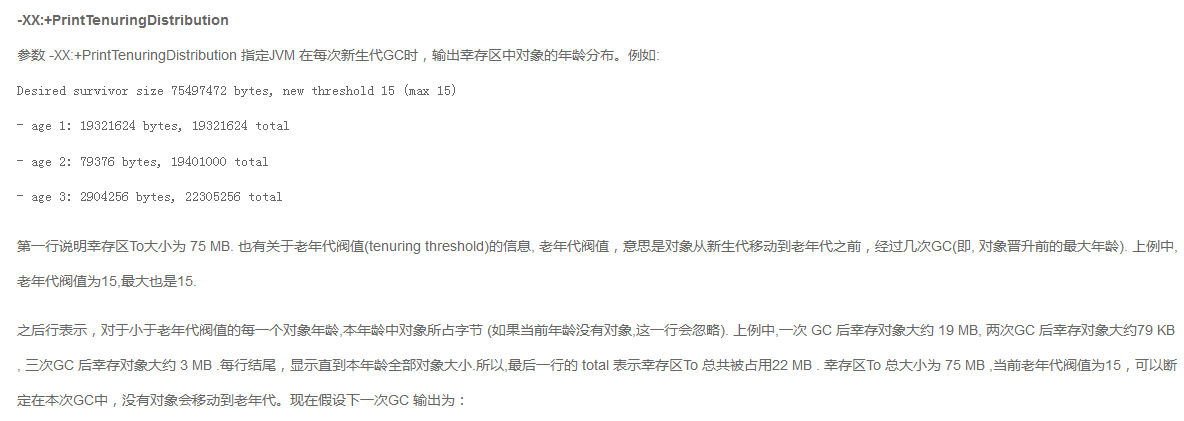 -XX:+PrintTenuringDistribution
参数 -XX:+PrintTenuringDistribution 指定JVM 在每次新生代GC时，输出幸存区中对象的年龄分布。例如:
Desired survivor size 75497472 bytes, new threshold 15 (max 15)
- age 1: 19321624 bytes, 19321624 total
- age 2: 79376 bytes, 19401000 total
- age 3: 2904256 bytes, 22305256 total
第一行说明幸存区To大小为 75 MB. 也有关于老年代阀值(tenuring threshold)的信息, 老年代阀值，意思是对象从新生代移动到老年代之前，经过几次GC(即, 对象晋升前的最大年龄). 上例中,
老年代阀值为15,最大也是15.
之后行表示，对于小于老年代阀值的每一个对象年龄,本年龄中对象所占字节 (如果当前年龄没有对象,这一行会忽略). 上例中,一次 GC 后幸存对象大约 19 MB, 两次GC 后幸存对象大约79 KB
, 三次GC 后幸存对象大约 3 MB .每行结尾，显示直到本年龄全部对象大小.所以,最后一行的 total 表示幸存区To 总共被占用22 MB . 幸存区To 总大小为 75 MB ,当前老年代阀值为15，可以断
定在本次GC中，没有对象会移动到老年代。现在假设下一次GC 输出为：